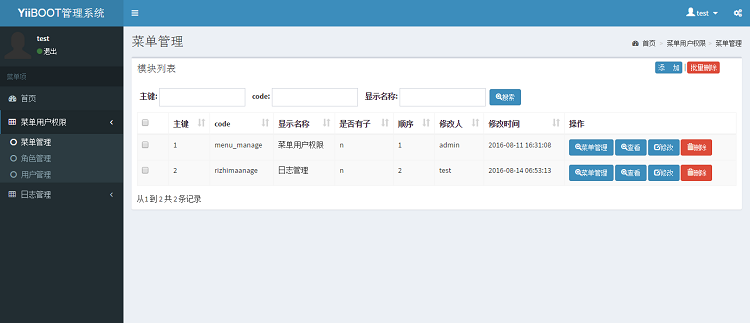 YiiBOOT管理系统
test
test
退出
菜单项
首页
菜单用户权限
菜单管理
角色管理
用户管理
日志管理
菜单管理
首页 > 菜单用户权限 > 菜单管理
模块列表
添 加 | 批量删除
主键: code: 显示名称: 搜索
主键 code 显示名称 是否有子 顺序 修改人 修改时间 操作
1 menu_manage 菜单用户权限 n 1 admin 2016-08-11 16:31:08 菜单管理 查看 修改 删除
2 rizhimaanage 日志管理 n 2 test 2016-08-14 06:53:13 菜单管理 查看 修改 删除
从1 到 2 共 2 条记录